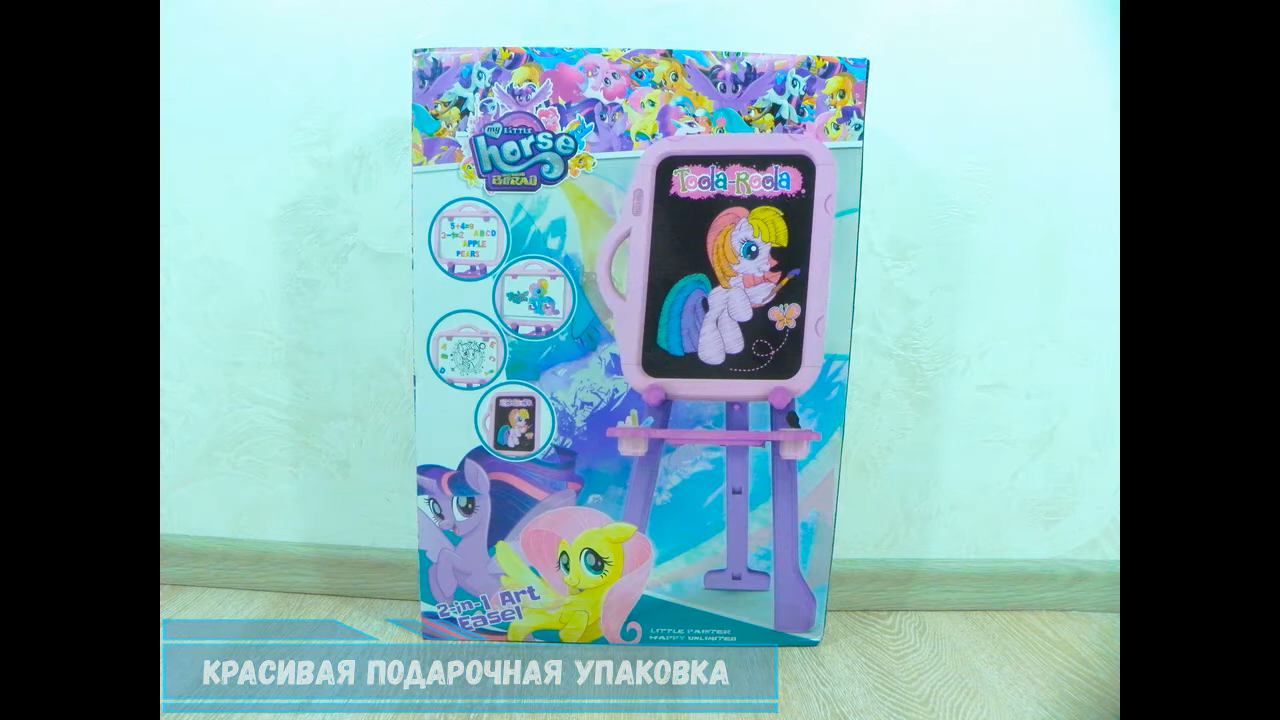 my LITTLE
horse
Toola-Roola
5+4=9
3-1=2 ABCD
APPLE
PEARS
2-in-1 Art
Easel
LITTLE PAINTER
HAPPY UNLIMITED
КРАСИВАЯ ПОДАРОЧНАЯ УПАКОВКА